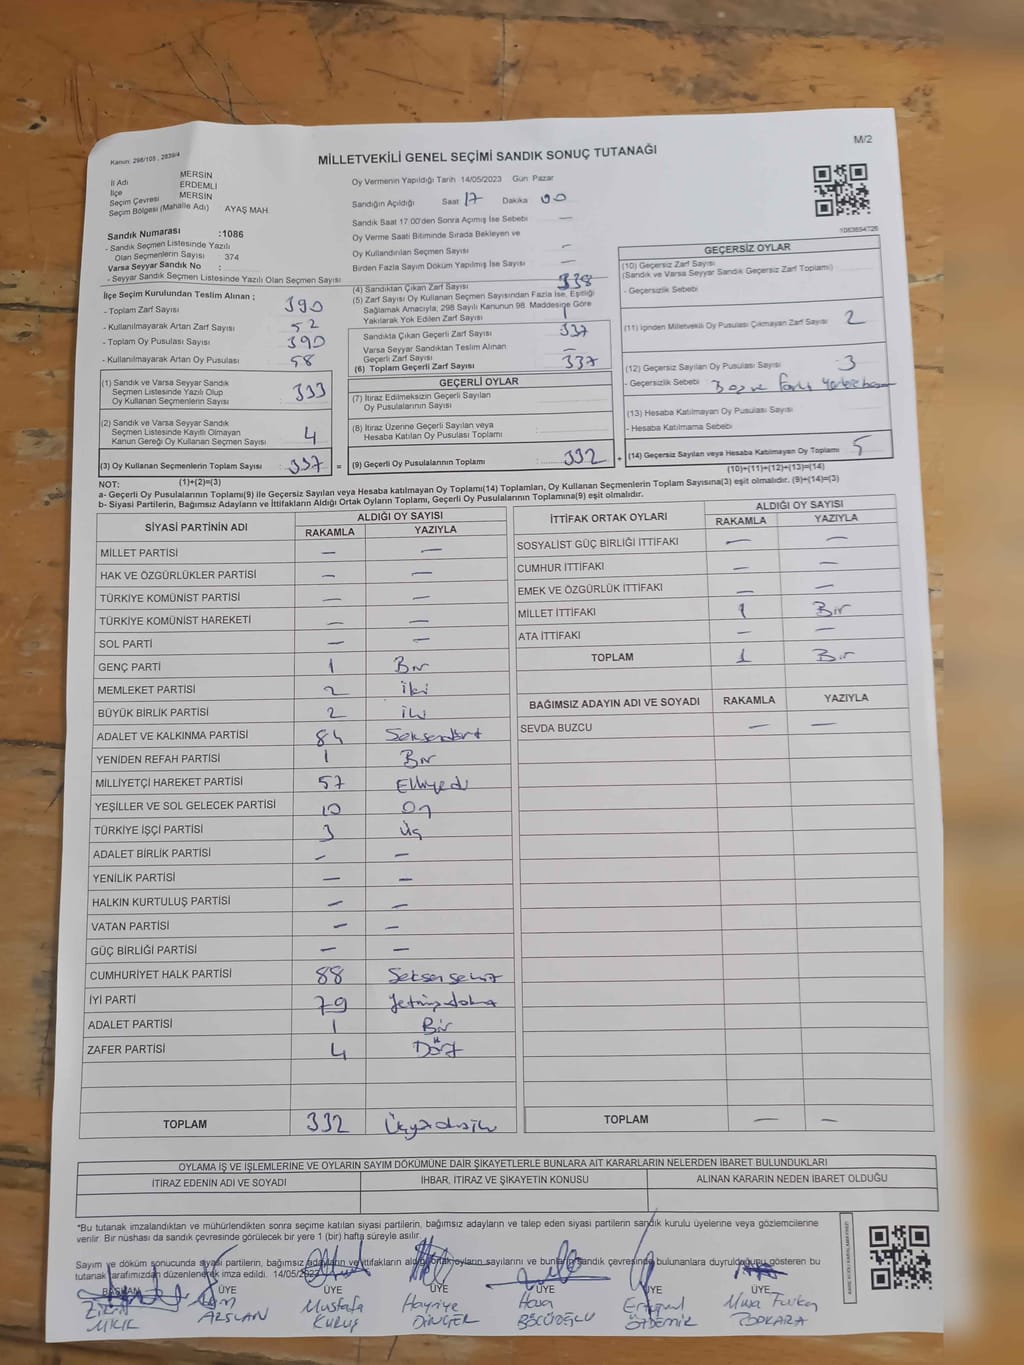 Kanun: 298/105 , 2839/4
M/2
MİLLETVEKİLİ GENEL SEÇİMİ SANDIK SONUÇ TUTANAĞI
İl Adı MERSİN
İlçe ERDEMLİ
Seçim Çevresi MERSİN
Seçim Bölgesi (Mahalle Adı) AYAŞ MAH.
Sandık Numarası :1086
- Sandık Seçmen Listesinde Yazılı
Olan Seçmenlerin Sayısı 374
Varsa Seyyar Sandık No :
- Seyyar Sandık Seçmen Listesinde Yazılı Olan Seçmen Sayısı
Oy Vermenin Yapıldığı Tarih 14/05/2023 Gün Pazar
Sandığın Açıldığı Saat 17 Dakika 00
Sandık Saat 17.00'den Sonra Açımış İse Sebebi —
Oy Verme Saati Bitiminde Sırada Bekleyen ve
Oy Kullandırılan Seçmen Sayısı —
Birden Fazla Sayım Döküm Yapılmış İse Sayısı —
1083654726
İlçe Seçim Kurulundan Teslim Alınan ;
- Toplam Zarf Sayısı : 390
- Kullanılmayarak Artan Zarf Sayısı : 52
- Toplam Oy Pusulası Sayısı : 390
- Kullanılmayarak Artan Oy Pusulası : 58
(1) Sandık ve Varsa Seyyar Sandık
Seçmen Listesinde Yazılı Olup
Oy Kullanan Seçmenlerin Sayısı : 333
(2) Sandık ve Varsa Seyyar Sandık
Seçmen Listesinde Kayıtlı Olmayan
Kanun Gereği Oy Kullanan Seçmen Sayısı : 4
(3) Oy Kullanan Seçmenlerin Toplam Sayısı : 337 =
(1)+(2)=(3)
(4) Sandıktan Çıkan Zarf Sayısı 338
(5) Zarf Sayısı Oy Kullanan Seçmen Sayısından Fazla İse, Eşitliği
Sağlamak Amacıyla, 298 Sayılı Kanunun 98. Maddesine Göre
Yakılarak Yok Edilen Zarf Sayısı 1
Sandıkta Çıkan Geçerli Zarf Sayısı 337
Varsa Seyyar Sandıktan Teslim Alınan
Geçerli Zarf Sayısı —
(6) Toplam Geçerli Zarf Sayısı 337
GEÇERLİ OYLAR
(7) İtiraz Edilmeksizin Geçerli Sayılan
Oy Pusulalarının Sayısı
(8) İtiraz Üzerine Geçerli Sayılan veya
Hesaba Katılan Oy Pusulası Toplamı
(9) Geçerli Oy Pusulalarının Toplamı : 332 +
GEÇERSİZ OYLAR
(10) Geçersiz Zarf Sayısı
(Sandık ve Varsa Seyyar Sandık Geçersiz Zarf Toplamı)
- Geçersizlik Sebebi
(11) İçinden Milletvekili Oy Pusulası Çıkmayan Zarf Sayısı 2
(12) Geçersiz Sayılan Oy Pusulası Sayısı 3
- Geçersizlik Sebebi
(13) Hesaba Katılmayan Oy Pusulası Sayısı
- Hesaba Katılmama Sebebi
(14) Geçersiz Sayılan veya Hesaba Katılmayan Oy Toplamı 5
(10)+(11)+(12)+(13)=(14)
NOT:
a- Geçerli Oy Pusulalarının Toplamı(9) ile Geçersiz Sayılan veya Hesaba katılmayan Oy Toplamı(14) Toplamları, Oy Kullanan Seçmenlerin Toplam Sayısına(3) eşit olmalıdır. (9)+(14)=(3)
b- Siyasi Partilerin, Bağımsız Adayların ve İttifakların Aldığı Ortak Oyların Toplamı, Geçerli Oy Pusulalarının Toplamına(9) eşit olmalıdır.
SİYASİ PARTİNİN ADI ALDIĞI OY SAYISI
RAKAMLA YAZIYLA
MİLLET PARTİSİ — —
HAK VE ÖZGÜRLÜKLER PARTİSİ — —
TÜRKİYE KOMÜNİST PARTİSİ — —
TÜRKİYE KOMÜNİST HAREKETİ — —
SOL PARTİ — —
GENÇ PARTİ 1 Bir
MEMLEKET PARTİSİ 2 iki
BÜYÜK BİRLİK PARTİSİ 2 iki
ADALET VE KALKINMA PARTİSİ 84 Seksendört
YENİDEN REFAH PARTİSİ 1 Bir
MİLLİYETÇİ HAREKET PARTİSİ 57 Elliyedi
YEŞİLLER VE SOL GELECEK PARTİSİ 10 On
TÜRKİYE İŞÇİ PARTİSİ 3 Üç
ADALET BİRLİK PARTİSİ — —
YENİLİK PARTİSİ — —
HALKIN KURTULUŞ PARTİSİ — —
VATAN PARTİSİ — —
GÜÇ BİRLİĞİ PARTİSİ — —
CUMHURİYET HALK PARTİSİ 88 Seksensekiz
İYİ PARTİ 79 Yetmişdokuz
ADALET PARTİSİ 1 Bir
ZAFER PARTİSİ 4 Dört
TOPLAM 332 Üçyüzotuziki
İTTİFAK ORTAK OYLARI ALDIĞI OY SAYISI
RAKAMLA YAZIYLA
SOSYALİST GÜÇ BİRLİĞİ İTTİFAKI — —
CUMHUR İTTİFAKI — —
EMEK VE ÖZGÜRLÜK İTTİFAKI — —
MİLLET İTTİFAKI 1 Bir
ATA İTTİFAKI — —
TOPLAM 1 Bir
BAĞIMSIZ ADAYIN ADI VE SOYADI RAKAMLA YAZIYLA
SEVDA BUZCU — —
TOPLAM — —
OYLAMA İŞ VE İŞLEMLERİNE VE OYLARIN SAYIM DÖKÜMÜNE DAİR ŞİKAYETLERLE BUNLARA AİT KARARLARIN NELERDEN İBARET BULUNDUKLARI
İTİRAZ EDENİN ADI VE SOYADI İHBAR, İTİRAZ VE ŞİKAYETİN KONUSU ALINAN KARARIN NEDEN İBARET OLDUĞU
*Bu tutanak imzalandıktan ve mühürlendikten sonra seçime katılan siyasi partilerin, bağımsız adayların ve talep eden siyasi partilerin sandık kurulu üyelerine veya gözlemcilerine
verilir. Bir nüshası da sandık çevresinde görülecek bir yere 1 (bir) hafta süreyle asılır.
Sayım ve döküm sonucunda siyasi partilerin, bağımsız adayların ve ittifakların aldığı ortak oyların sayılarını ve bunların sandık çevresinde bulunanlara duyrulduğunu gösteren bu
tutanak tarafımızdan düzenlenerek imza edildi. 14/05/2023
BAŞKAN ÜYE ÜYE ÜYE ÜYE ÜYE ÜYE
Mustafa Hayriye Hava
ARSLAN KURUŞ DİNÇER BÖCÜOĞLU ÖZDEMİR TOPKARA